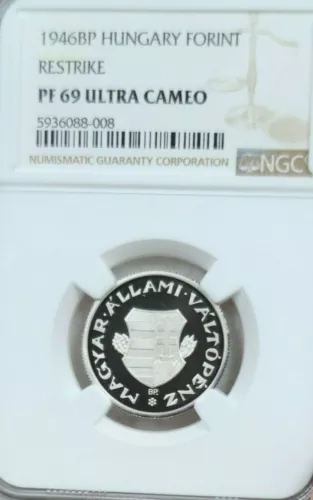 1946BP HUNGARY FORINT
RESTRIKE
PF 69 ULTRA CAMEO
5936088-008
NUMISMATIC GUARANTY CORPORATION
NGC
MAGYAR·ÁLLAMI·VÁLTÓPÉNZ
BP.